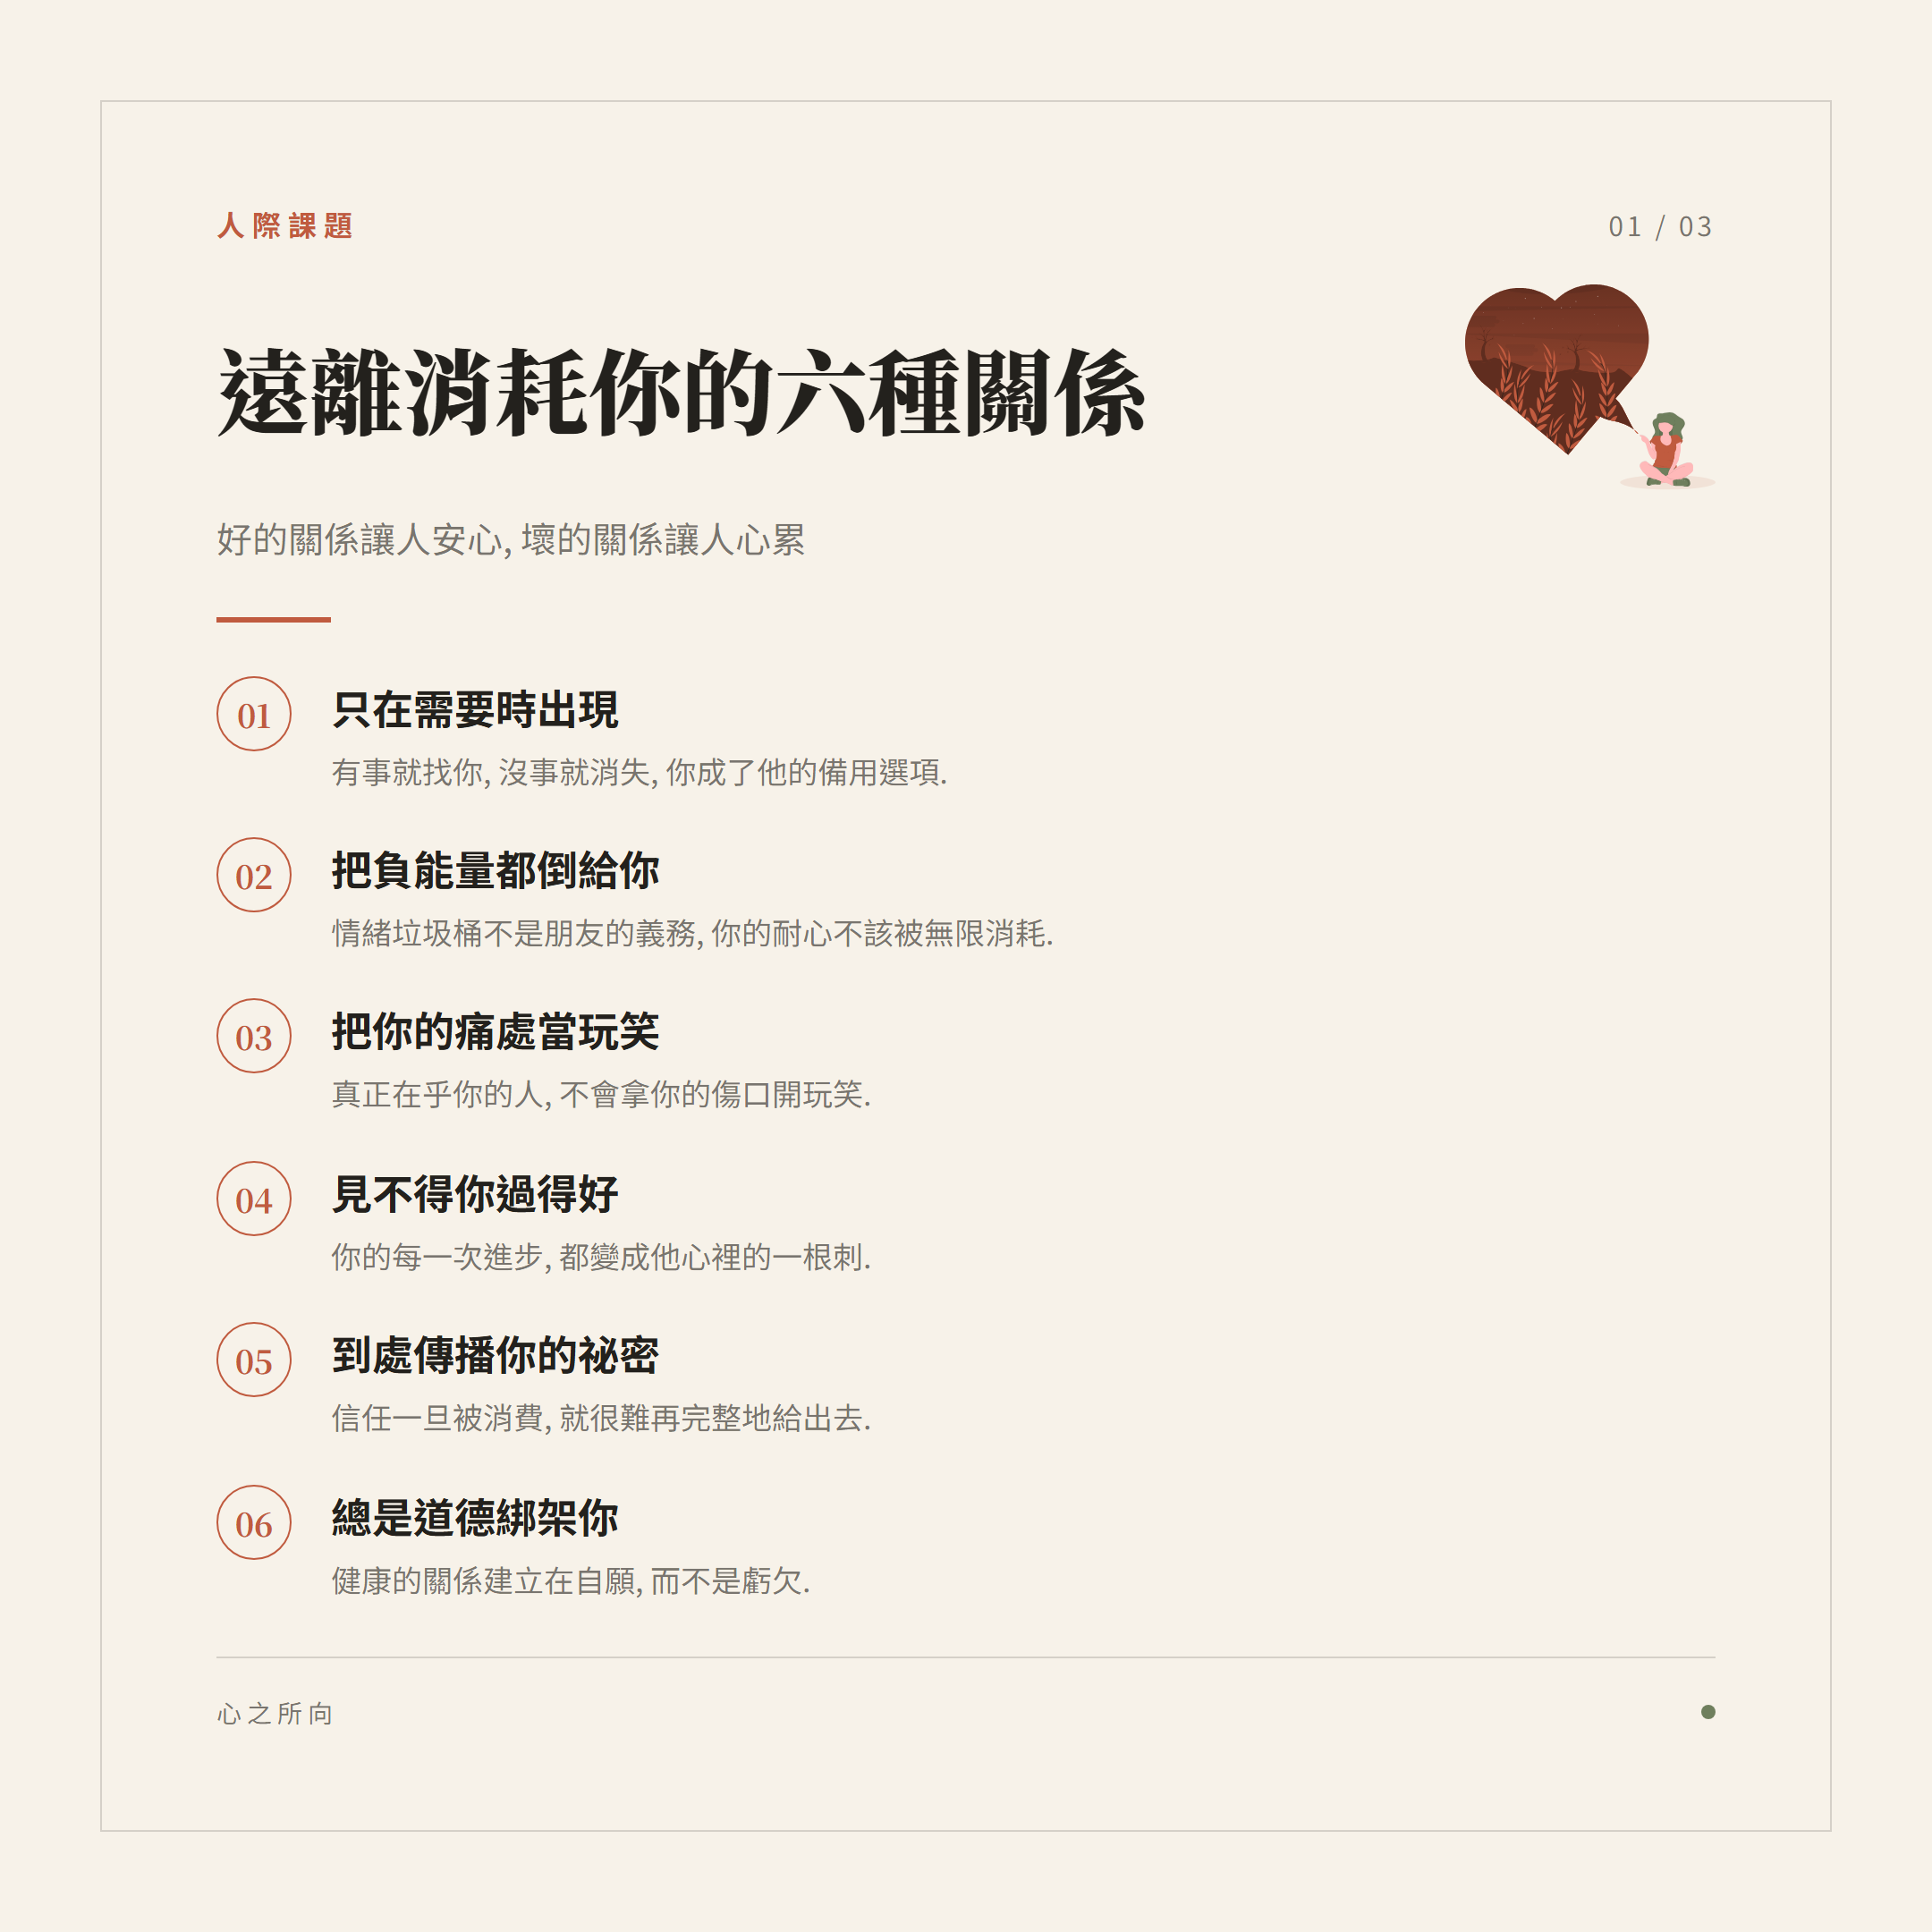 人際課題
01 / 03
遠離消耗你的六種關係
好的關係讓人安心, 壞的關係讓人心累
01 只在需要時出現
有事就找你, 沒事就消失, 你成了他的備用選項.
02 把負能量都倒給你
情緒垃圾桶不是朋友的義務, 你的耐心不該被無限消耗.
03 把你的痛處當玩笑
真正在乎你的人, 不會拿你的傷口開玩笑.
04 見不得你過得好
你的每一次進步, 都變成他心裡的一根刺.
05 到處傳播你的祕密
信任一旦被消費, 就很難再完整地給出去.
06 總是道德綁架你
健康的關係建立在自願, 而不是虧欠.
心之所向